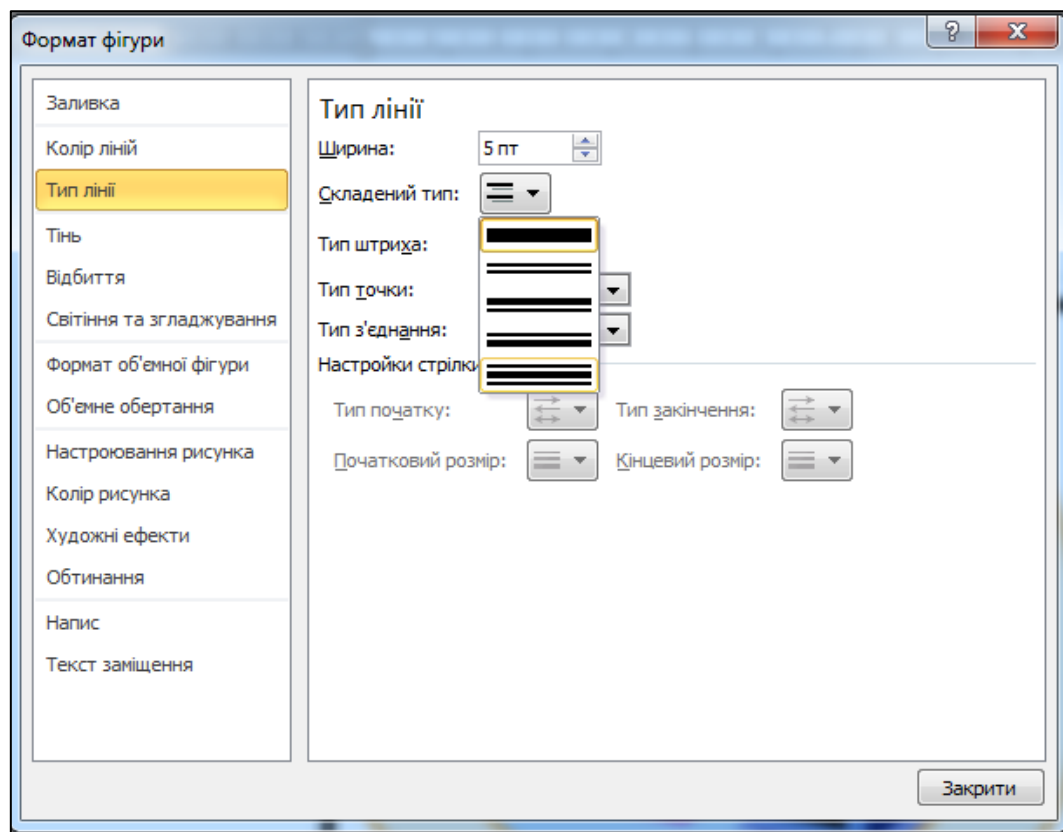 Формат фігури
Заливка
Колір ліній
Тип лінії
Тінь
Відбиття
Світіння та згладжування
Формат об'ємної фігури
Об'ємне обертання
Настроювання рисунка
Колір рисунка
Художні ефекти
Обтинання
Напис
Текст заміщення
Тип лінії
Ширина: 5 пт
Складений тип:
Тип штриха:
Тип точки:
Тип з'єднання:
Настройки стрілки
Тип початку: Тип закінчення:
Початковий розмір: Кінцевий розмір:
Закрити